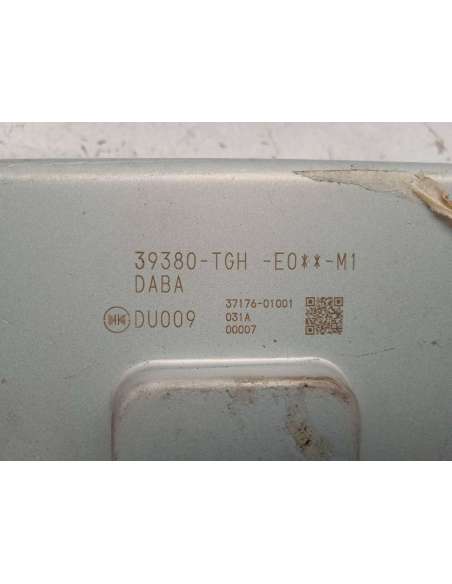 39380-TGH -E0**-M1
DABA
DU009
37176-01001
031A
00007